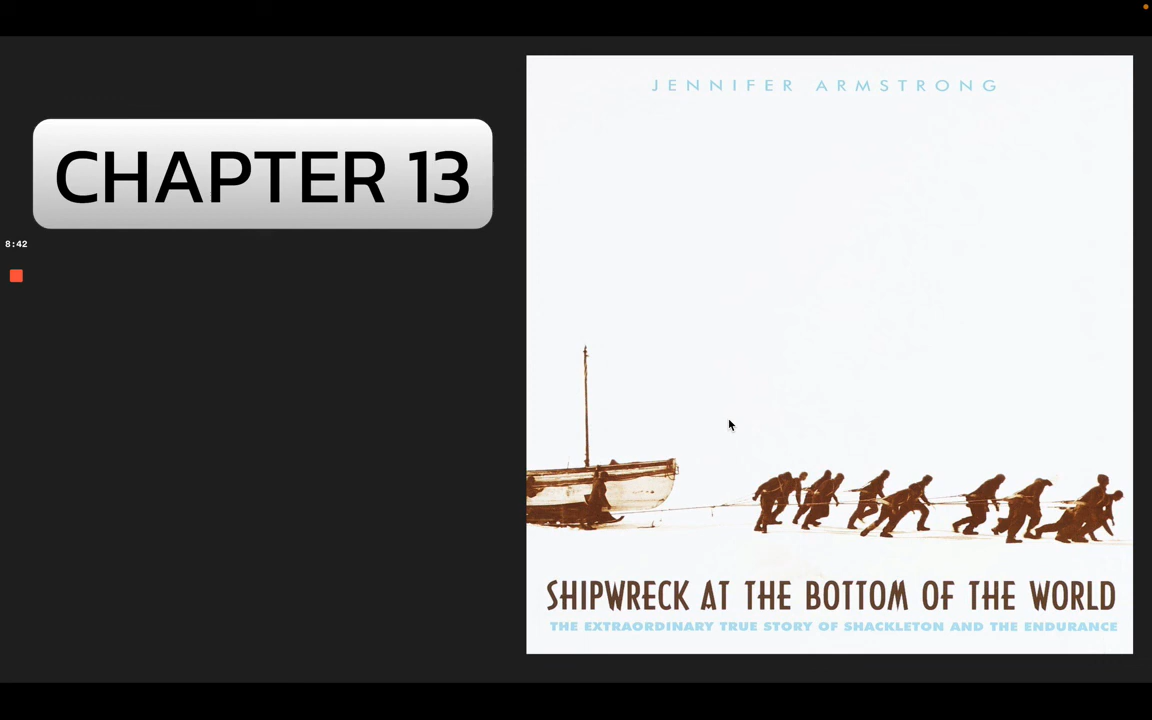 JENNIFER ARMSTRONG
CHAPTER 13
8:42
SHIPWRECK AT THE BOTTOM OF THE WORLD
THE EXTRAORDINARY TRUE STORY OF SHACKLETON AND THE ENDURANCE